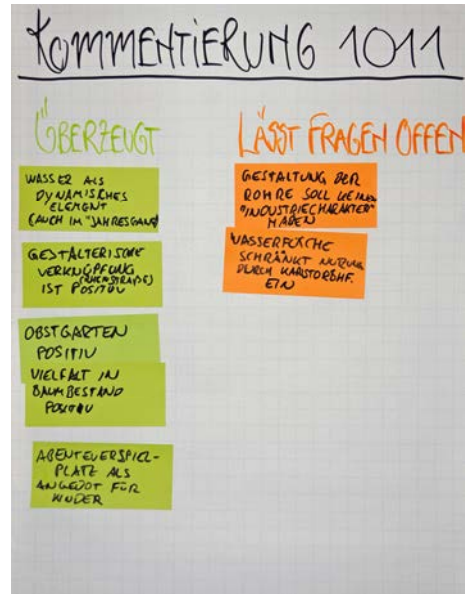 KOMMENTIERUNG 1011
ÜBERZEUGT
WASSER ALS
DYNAMISCHES
ELEMENT
(AUCH IM "JAHRESGANG")
GESTALTERISCHE
VERKNÜPFUNG
IST POSITIV
OBSTGARTEN
POSITIV
VIELFALT IN
BAUMBESTAND
POSITIV
ABENTEUERSPIEL-
PLATZ ALS
ANGEBOT FÜR
KINDER
LÄSST FRAGEN OFFEN
GESTALTUNG DER
ROHRE SOLL KEINEN
"INDUSTRIECHARAKTER"
HABEN
WASSERFLÄCHE
SCHRÄNKT NUTZUNG
DURCH KARLSTORBHF.
EIN